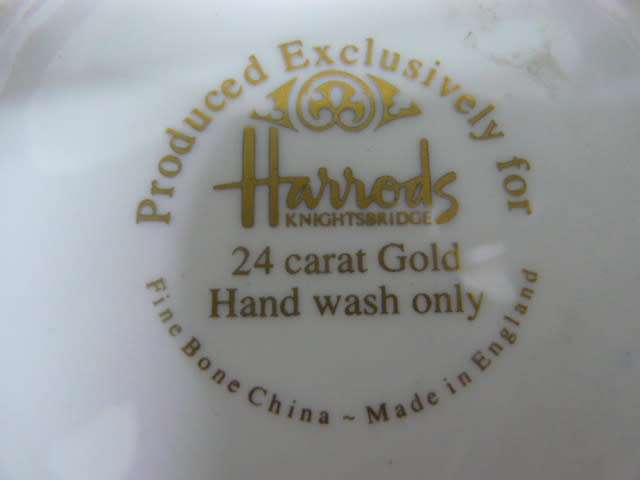 Produced Exclusively for
Harrods
KNIGHTSBRIDGE
24 carat Gold
Hand wash only
Fine Bone China ~ Made in England